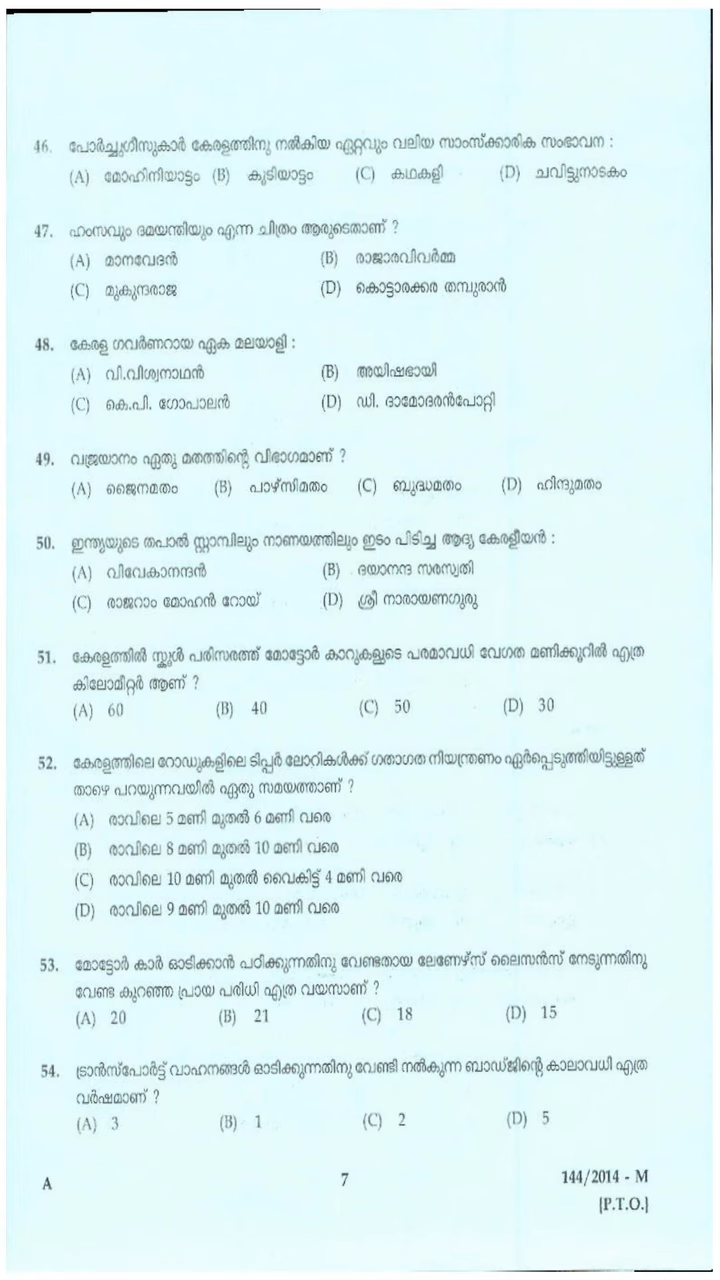 46. പോർച്ചുഗീസുകാർ കേരളത്തിനു നൽകിയ ഏറ്റവും വലിയ സാംസ്ക്കാരിക സംഭാവന :
(A) മോഹിനിയാട്ടം (B) കൂടിയാട്ടം (C) കഥകളി (D) ചവിട്ടുനാടകം
47. ഹംസവും ദമയന്തിയും എന്ന ചിത്രം ആരുടെതാണ് ?
(A) മാനവേദൻ (B) രാജാരവിവർമ്മ
(C) മുകുന്ദരാജ (D) കൊട്ടാരക്കര തമ്പുരാൻ
48. കേരള ഗവർണറായ ഏക മലയാളി :
(A) വി.വിശ്വനാഥൻ (B) അയിഷഭായി
(C) കെ.പി. ഗോപാലൻ (D) ഡി. ദാമോദരൻപോറ്റി
49. വജ്രയാനം ഏതു മതത്തിന്റെ വിഭാഗമാണ് ?
(A) ജൈനമതം (B) പാഴ്സിമതം (C) ബുദ്ധമതം (D) ഹിന്ദുമതം
50. ഇന്ത്യയുടെ തപാൽ സ്റ്റാമ്പിലും നാണയത്തിലും ഇടം പിടിച്ച ആദ്യ കേരളീയൻ :
(A) വിവേകാനന്ദൻ (B) ദയാനന്ദ സരസ്വതി
(C) രാജറാം മോഹൻ റോയ് (D) ശ്രീ നാരായണഗുരു
51. കേരളത്തിൽ സ്കൂൾ പരിസരത്ത് മോട്ടോർ കാറുകളുടെ പരമാവധി വേഗത മണിക്കൂറിൽ എത്ര
കിലോമീറ്റർ ആണ് ?
(A) 60 (B) 40 (C) 50 (D) 30
52. കേരളത്തിലെ റോഡുകളിലെ ടിപ്പർ ലോറികൾക്ക് ഗതാഗത നിയന്ത്രണം ഏർപ്പെടുത്തിയിട്ടുള്ളത്
താഴെ പറയുന്നവയിൽ ഏതു സമയത്താണ് ?
(A) രാവിലെ 5 മണി മുതൽ 6 മണി വരെ
(B) രാവിലെ 8 മണി മുതൽ 10 മണി വരെ
(C) രാവിലെ 10 മണി മുതൽ വൈകിട്ട് 4 മണി വരെ
(D) രാവിലെ 9 മണി മുതൽ 10 മണി വരെ
53. മോട്ടോർ കാർ ഓടിക്കാൻ പഠിക്കുന്നതിനു വേണ്ടതായ ലേണേഴ്സ് ലൈസൻസ് നേടുന്നതിനു
വേണ്ട കുറഞ്ഞ പ്രായ പരിധി എത്ര വയസാണ് ?
(A) 20 (B) 21 (C) 18 (D) 15
54. ട്രാൻസ്പോർട്ട് വാഹനങ്ങൾ ഓടിക്കുന്നതിനു വേണ്ടി നൽകുന്ന ബാഡ്ജിന്റെ കാലാവധി എത്ര
വർഷമാണ് ?
(A) 3 (B) 1 (C) 2 (D) 5
A 7 144/2014 - M
[P.T.O.]